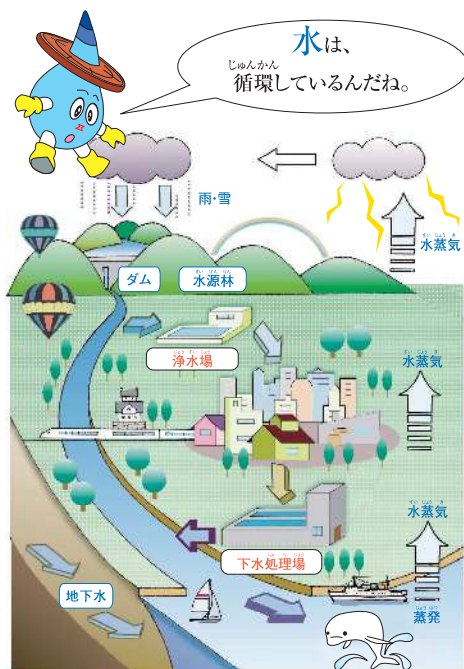 水は、
じゅんかん
循環しているんだね。
雨・雪
すいじょうき
水蒸気
ダム
すいげんりん
水源林
じょうすいじょう
浄水場
すいじょうき
水蒸気
すいじょうき
水蒸気
げすいしょりじょう
下水処理場
地下水
じょうはつ
蒸発